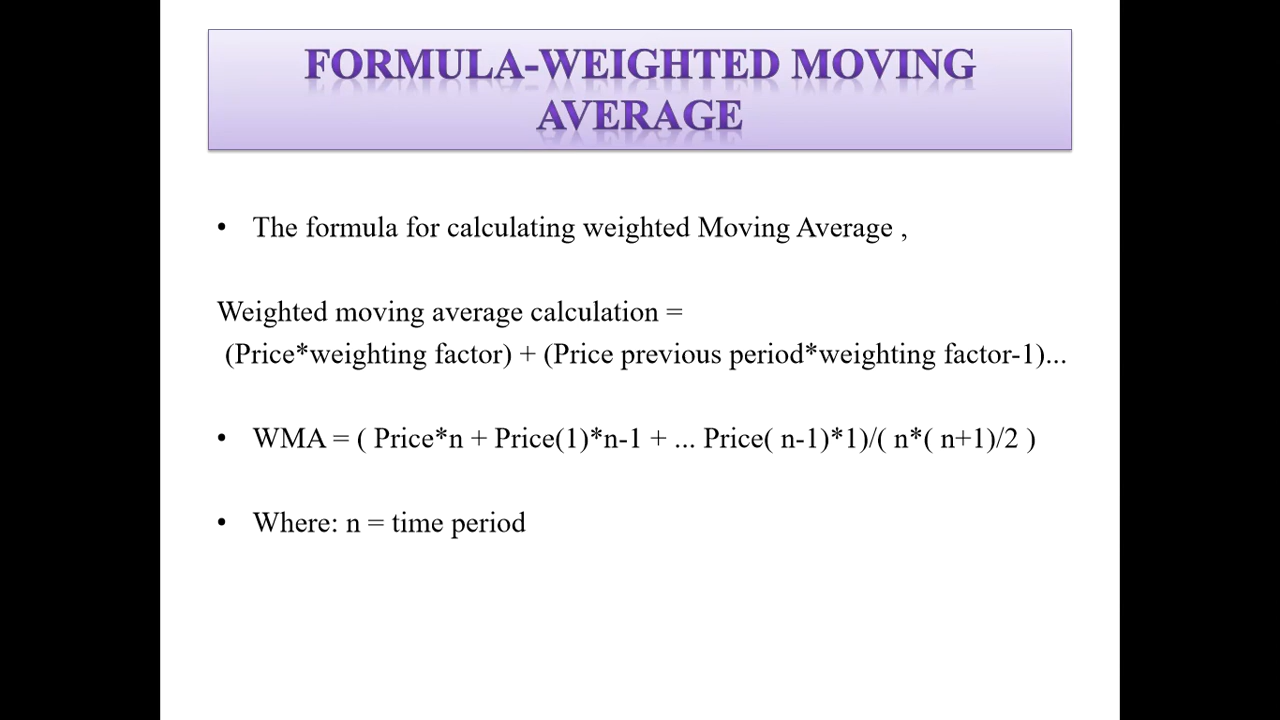 FORMULA-WEIGHTED MOVING
AVERAGE
• The formula for calculating weighted Moving Average ,
Weighted moving average calculation =
(Price*weighting factor) + (Price previous period*weighting factor-1)...
• WMA = ( Price*n + Price(1)*n-1 + ... Price( n-1)*1)/( n*( n+1)/2 )
• Where: n = time period